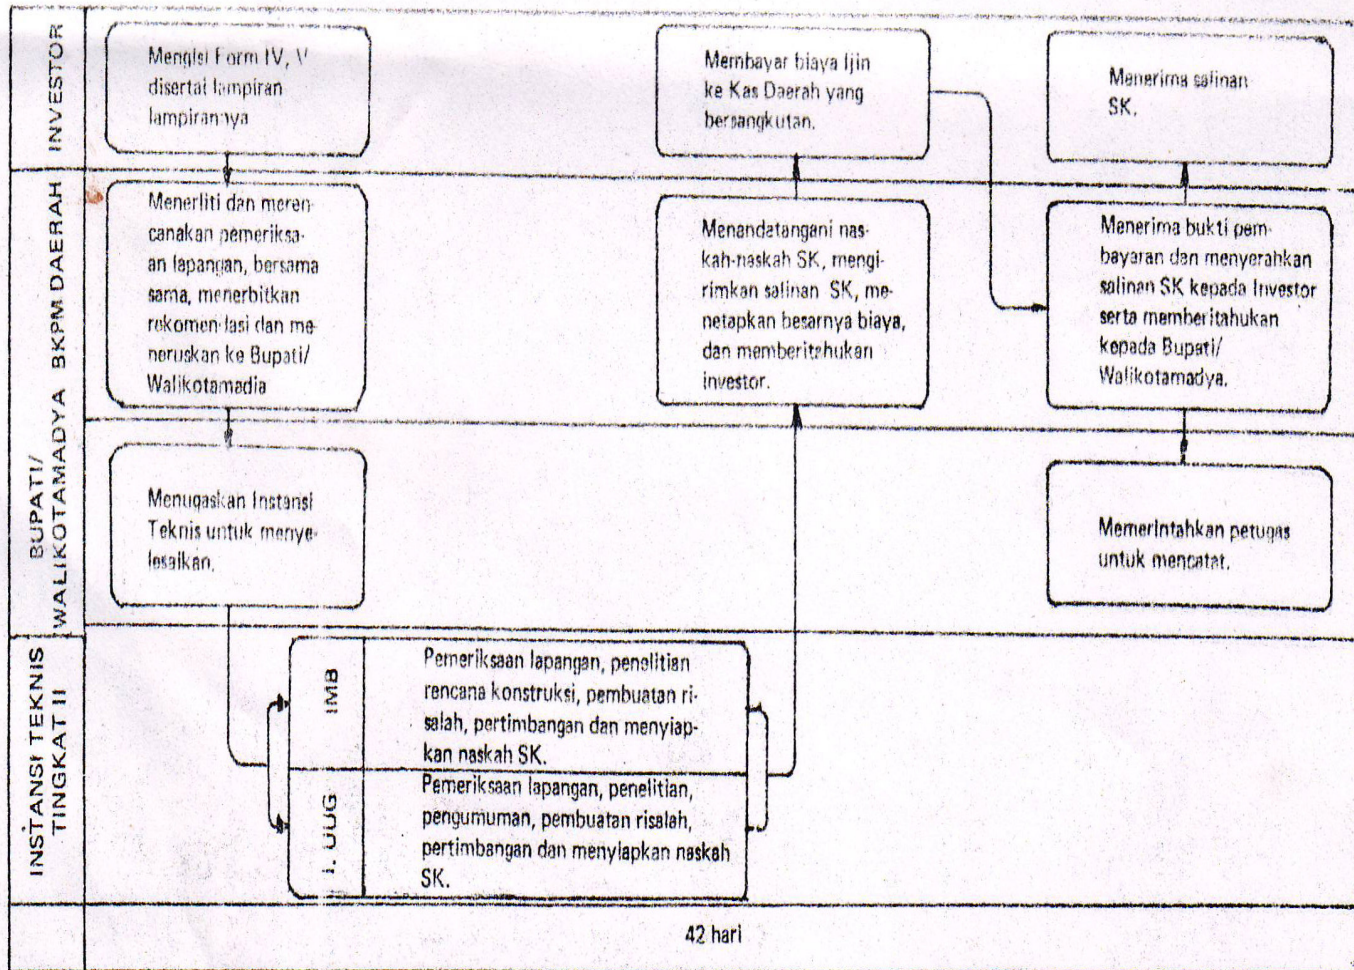 INVESTOR
Mengisi Form IV, V
disertai lampiran
lampirannya
Membayar biaya Ijin
ke Kas Daerah yang
bersangkutan.
Menerima salinan
SK.
BKPM DAERAH
Menerliti dan meren-
canakan pemeriksa-
an lapangan, bersama
sama, menerbitkan
rekomendasi dan me-
neruskan ke Bupati/
Walikotamadia
Menandatangani nas-
kah-naskah SK, mengi-
rimkan salinan SK, me-
netapkan besarnya biaya,
dan memberitahukan
investor.
Menerima bukti pem-
bayaran dan menyerahkan
salinan SK kepada Investor
serta memberitahukan
kepada Bupati/
Walikotamadya.
BUPATI/
WALIKOTAMADYA
Menugaskan Instansi
Teknis untuk menye-
lesaikan.
Memerintahkan petugas
untuk mencatat.
INSTANSI TEKNIS
TINGKAT II
IMB
Pemeriksaan lapangan, penelitian
rencana konstruksi, pembuatan ri-
salah, pertimbangan dan menyiap-
kan naskah SK.
I. UUG
Pemeriksaan lapangan, penelitian,
pengumuman, pembuatan risalah,
pertimbangan dan menyiapkan naskah
SK.
42 hari